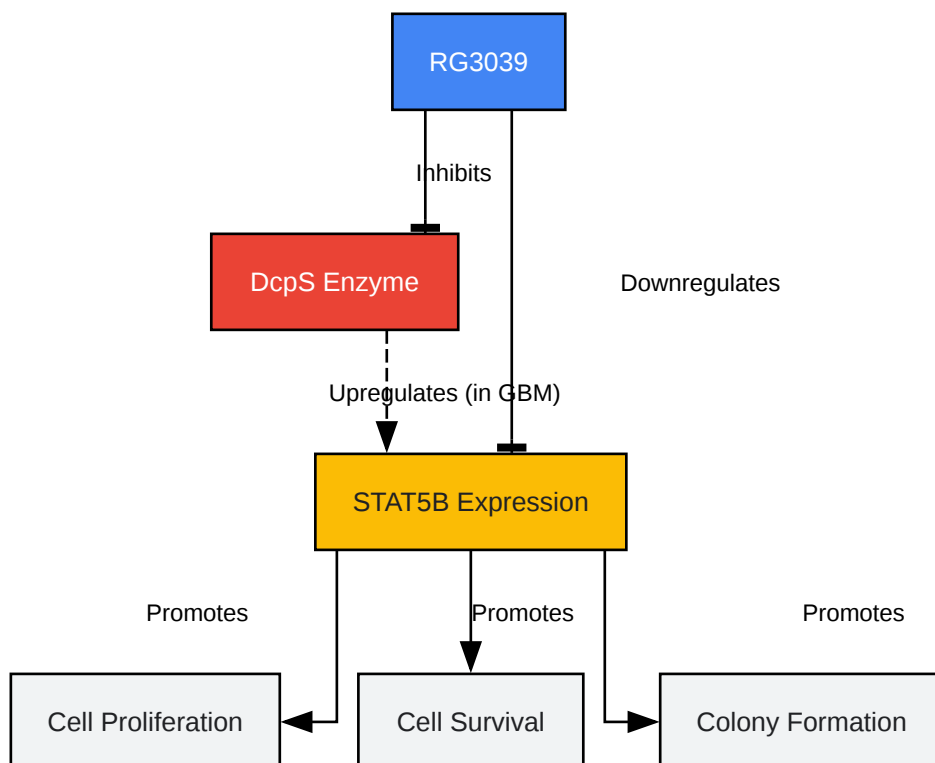 RG3039
Inhibits
DcpS Enzyme
Downregulates
Upregulates (in GBM)
STAT5B Expression
Promotes
Promotes
Promotes
Cell Proliferation
Cell Survival
Colony Formation